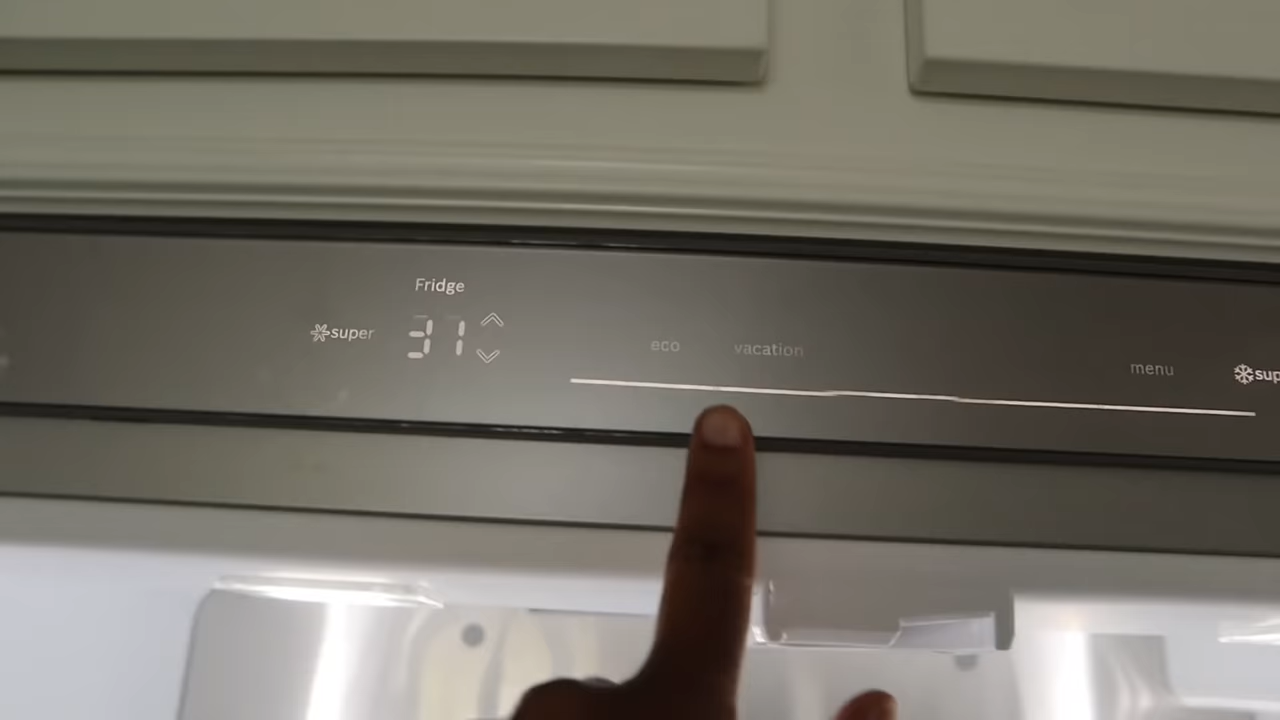 Fridge
super
31
eco
vacation
menu